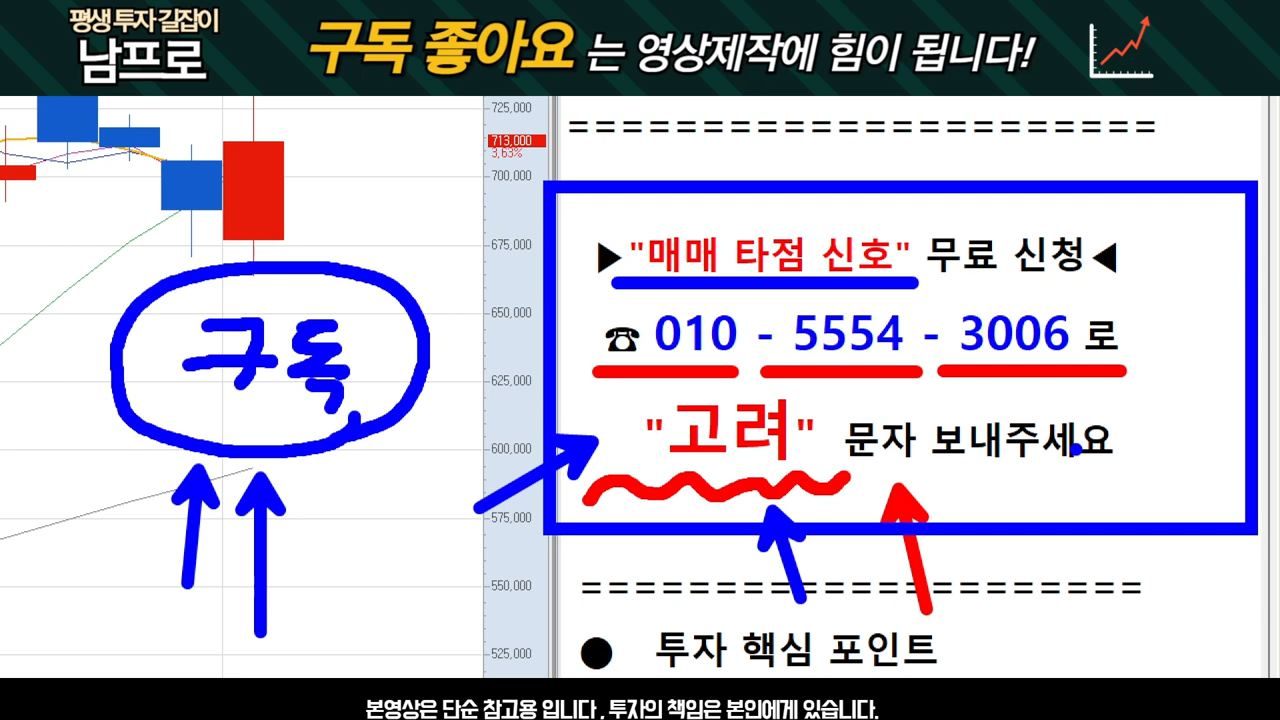 평생 투자 길잡이
남프로
구독 좋아요 는 영상제작에 힘이 됩니다!
725,000
713,000
3,63%
700,000
675,000
650,000
625,000
600,000
575,000
550,000
525,000
구독,
======================
▶"매매 타점 신호" 무료 신청◀
☎ 010 - 5554 - 3006 로
"고려" 문자 보내주세요
=====================
● 투자 핵심 포인트
본영상은 단순 참고용 입니다 , 투자의 책임은 본인에게 있습니다.